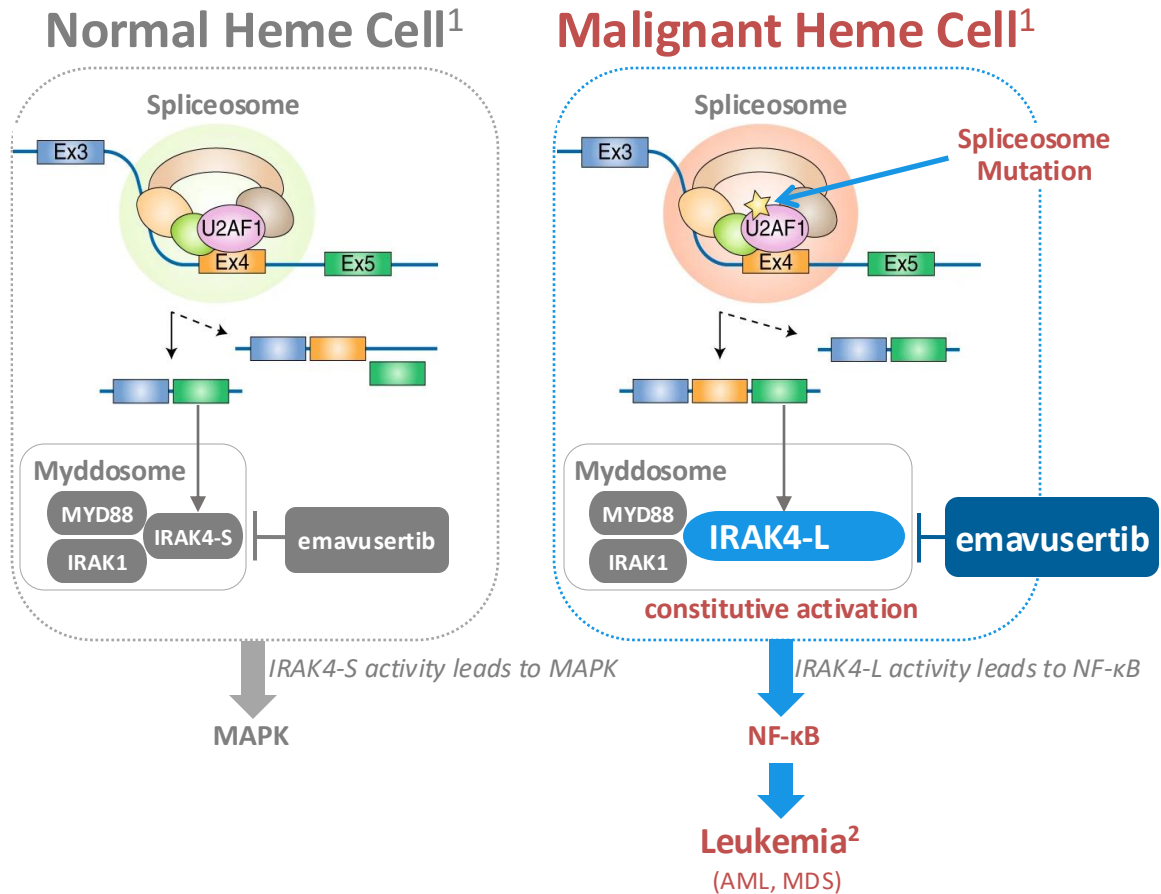 Normal Heme Cell¹
Spliceosome
Ex3
U2AF1
Ex4
Ex5
Myddosome
MYD88
IRAK4-S
IRAK1
emavusertib
IRAK4-S activity leads to MAPK
MAPK
Malignant Heme Cell¹
Spliceosome
Spliceosome
Mutation
Ex3
U2AF1
Ex4
Ex5
Myddosome
MYD88
IRAK4-L
IRAK1
emavusertib
constitutive activation
IRAK4-L activity leads to NF-κB
NF-κB
Leukemia²
(AML, MDS)